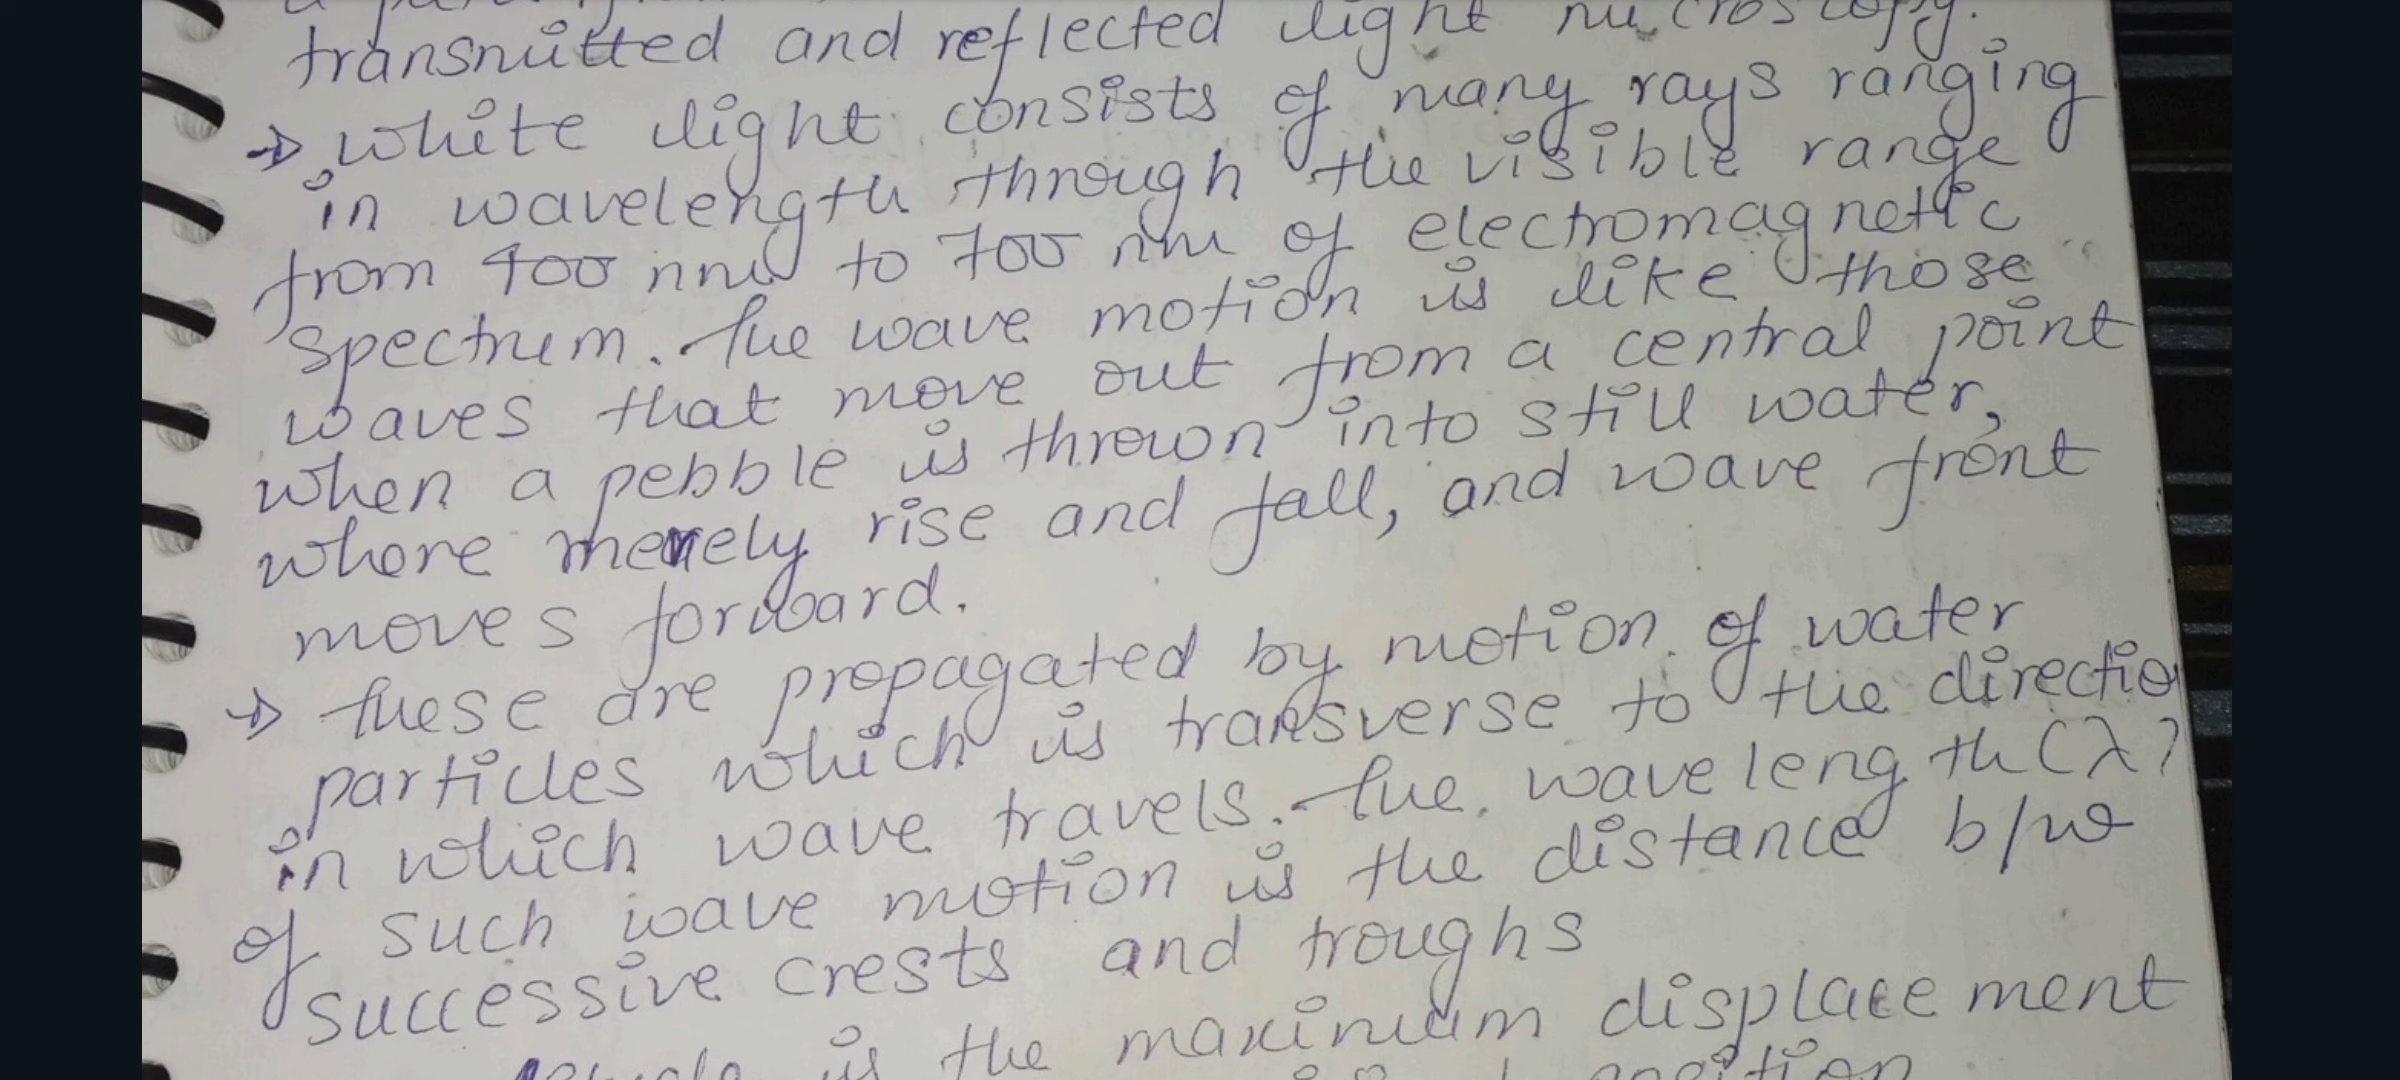 transmitted and reflected light microscopy.
→ white light consists of many rays ranging
in wavelength through the visible range
from 400 nm to 700 nm of electromagnetic
spectrum. The wave motion is like those
waves that move out from a central point
when a pebble is thrown into still water,
where merely rise and fall, and wave front
moves forward.
→ These are propagated by motion of water
particles which is transverse to the directio
in which wave travels. The wavelength (λ)
of such wave motion is the distance b/w
successive crests and troughs
is the maximum displacement
position